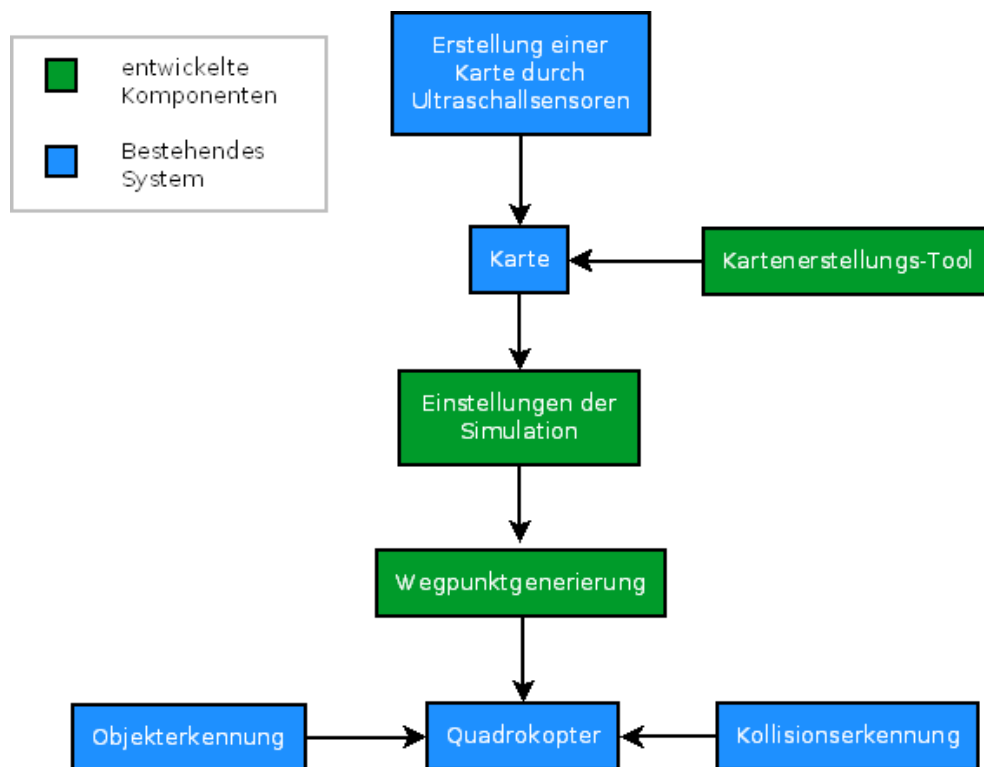 entwickelte
Komponenten
Bestehendes
System
Erstellung einer
Karte durch
Ultraschallsensoren
Karte
Kartenerstellungs-Tool
Einstellungen der
Simulation
Wegpunktgenerierung
Objekterkennung
Quadrokopter
Kollisionserkennung